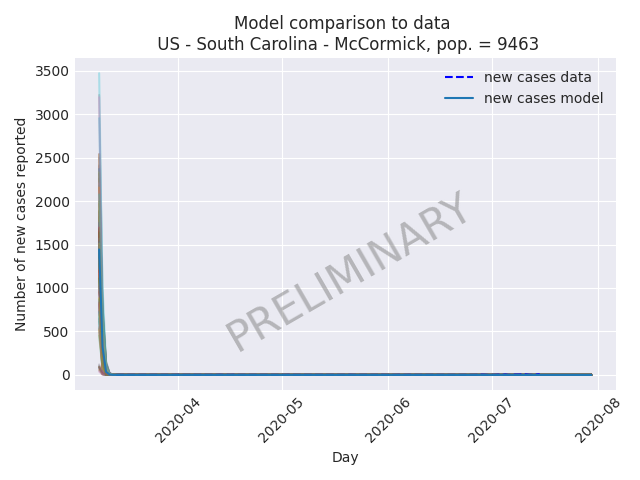 Model comparison to data
US - South Carolina - McCormick, pop. = 9463
new cases data
new cases model
Number of new cases reported
3500
3000
2500
2000
1500
1000
500
0
PRELIMINARY
2020-04
2020-05
2020-06
2020-07
2020-08
Day